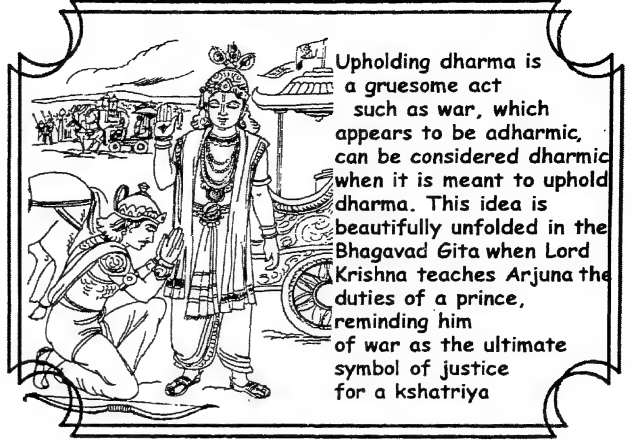 Upholding dharma is
a gruesome act
such as war, which
appears to be adharmic,
can be considered dharmic
when it is meant to uphold
dharma. This idea is
beautifully unfolded in the
Bhagavad Gita when Lord
Krishna teaches Arjuna the
duties of a prince,
reminding him
of war as the ultimate
symbol of justice
for a kshatriya